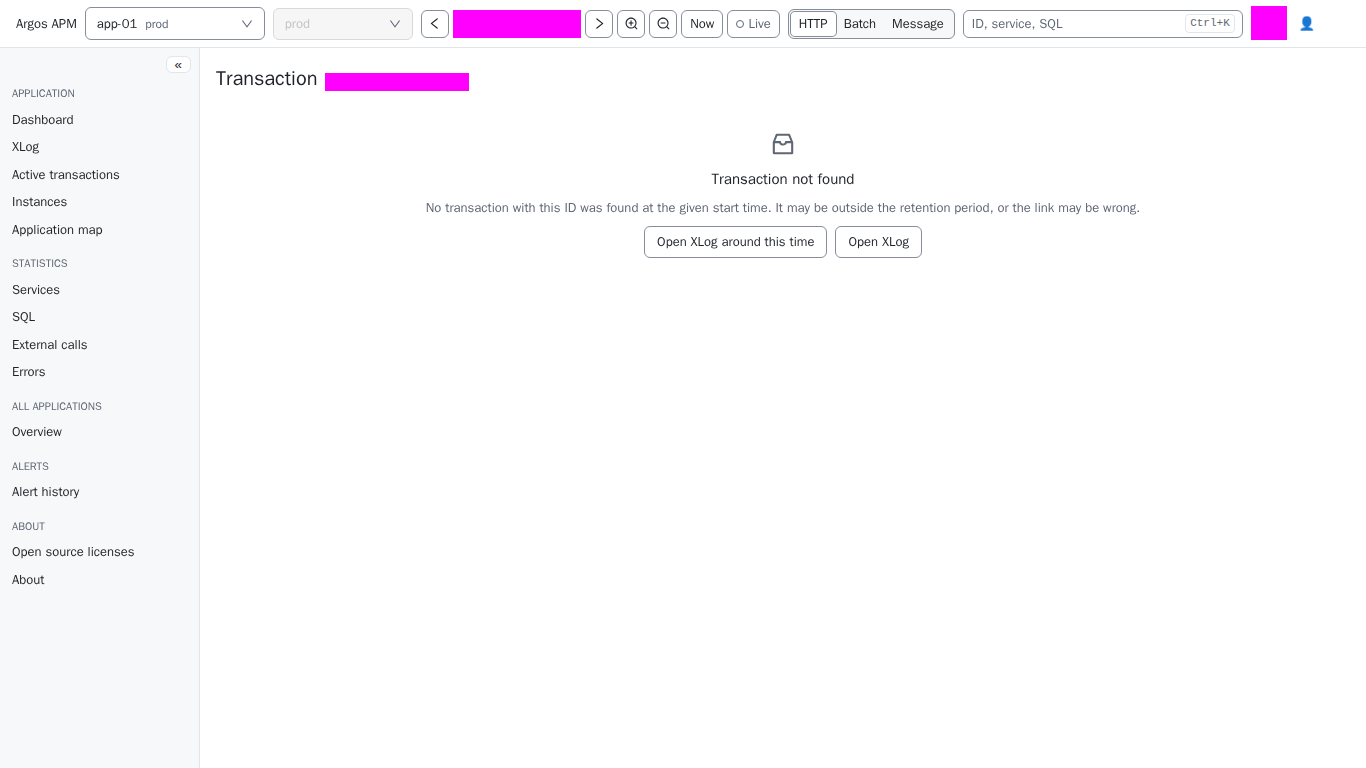 Argos APM app-01 prod prod Now Live HTTP Batch Message ID, service, SQL Ctrl+K
«
APPLICATION
Dashboard
XLog
Active transactions
Instances
Application map
STATISTICS
Services
SQL
External calls
Errors
ALL APPLICATIONS
Overview
ALERTS
Alert history
ABOUT
Open source licenses
About
Transaction
Transaction not found
No transaction with this ID was found at the given start time. It may be outside the retention period, or the link may be wrong.
Open XLog around this time Open XLog